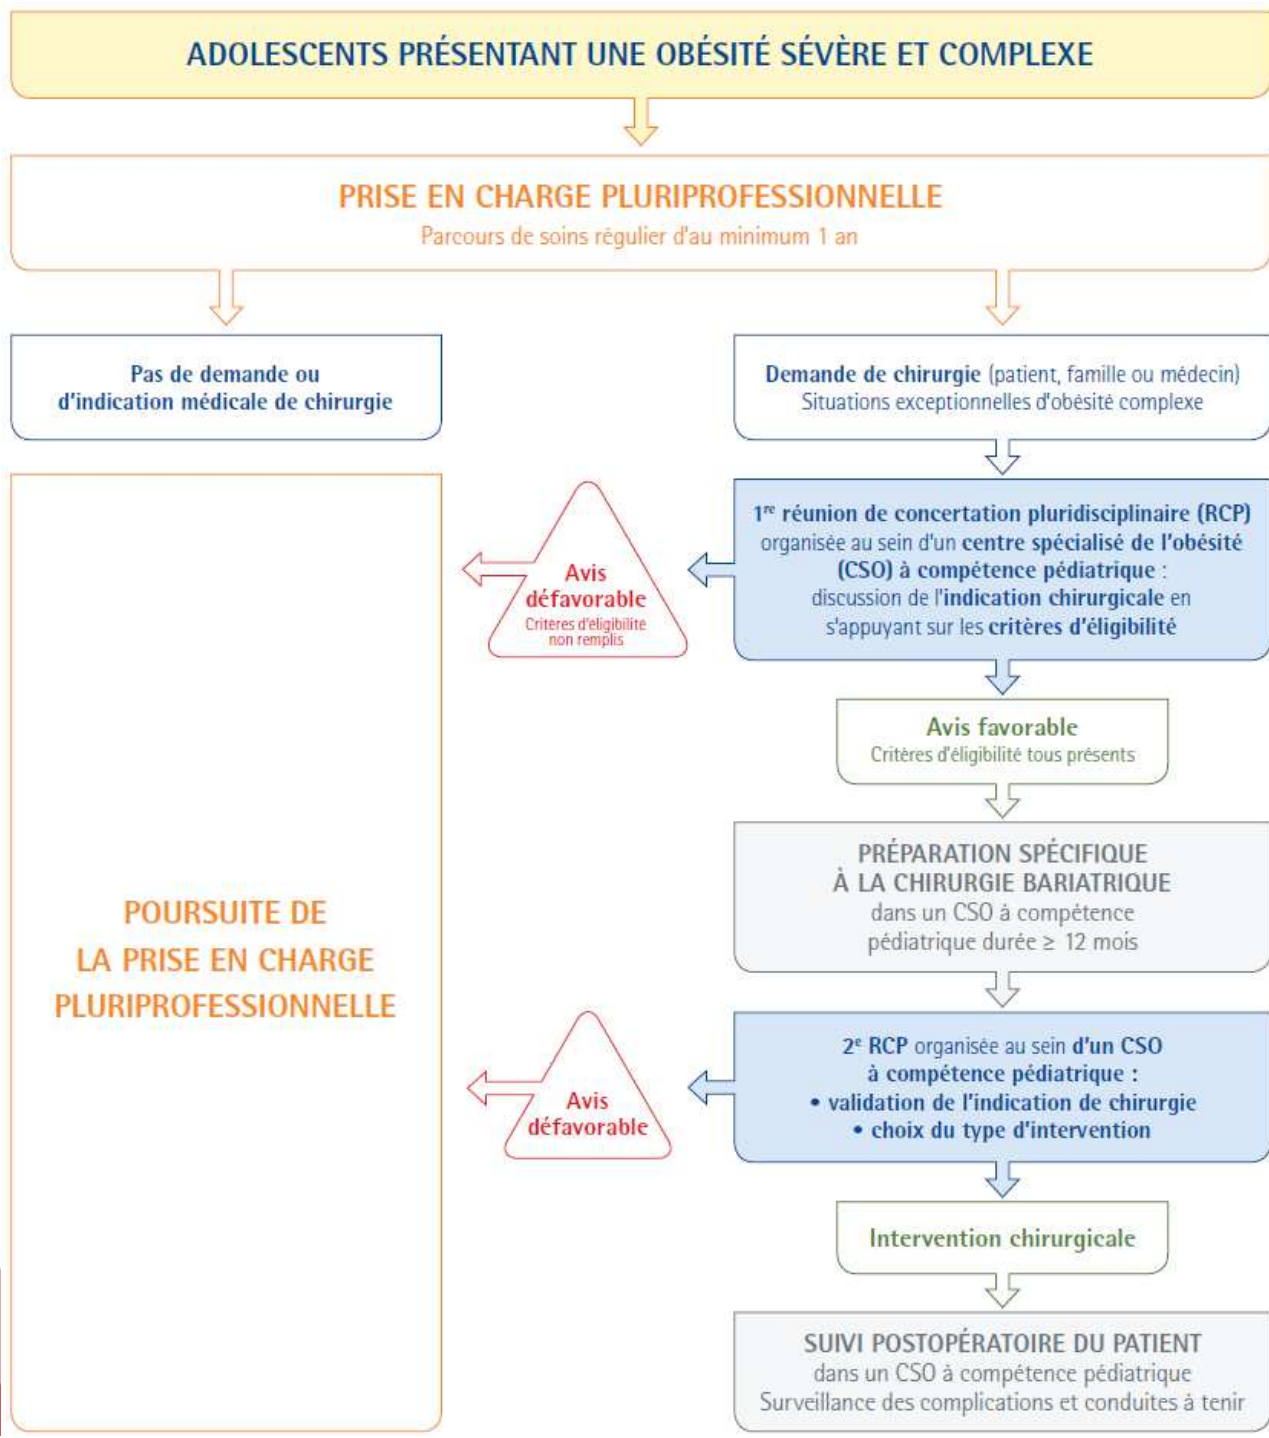 ADOLESCENTS PRÉSENTANT UNE OBÉSITÉ SÉVÈRE ET COMPLEXE
PRISE EN CHARGE PLURIPROFESSIONNELLE
Parcours de soins régulier d'au minimum 1 an
Pas de demande ou
d'indication médicale de chirurgie
Demande de chirurgie (patient, famille ou médecin)
Situations exceptionnelles d'obésité complexe
1re réunion de concertation pluridisciplinaire (RCP)
organisée au sein d'un centre spécialisé de l'obésité
(CSO) à compétence pédiatrique :
discussion de l'indication chirurgicale en
s'appuyant sur les critères d'éligibilité
Avis
défavorable
Critères d'éligibilité
non remplis
Avis favorable
Critères d'éligibilité tous présents
PRÉPARATION SPÉCIFIQUE
À LA CHIRURGIE BARIATRIQUE
dans un CSO à compétence
pédiatrique durée ≥ 12 mois
POURSUITE DE
LA PRISE EN CHARGE
PLURIPROFESSIONNELLE
2e RCP organisée au sein d'un CSO
à compétence pédiatrique :
• validation de l'indication de chirurgie
• choix du type d'intervention
Avis
défavorable
Intervention chirurgicale
SUIVI POSTOPÉRATOIRE DU PATIENT
dans un CSO à compétence pédiatrique
Surveillance des complications et conduites à tenir